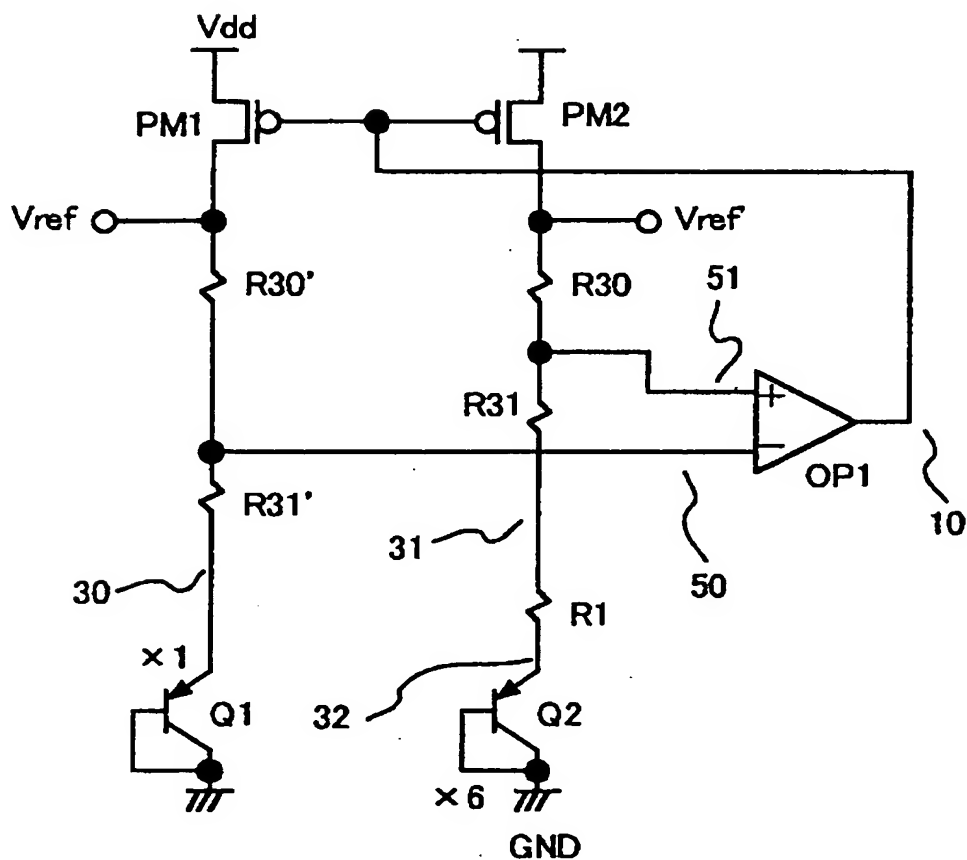 Vdd
PM1
PM2
Vref
Vref'
R30'
R30
51
R31
+
−
OP1
R31'
10
31
50
30
R1
×1
Q1
32
Q2
×6
GND